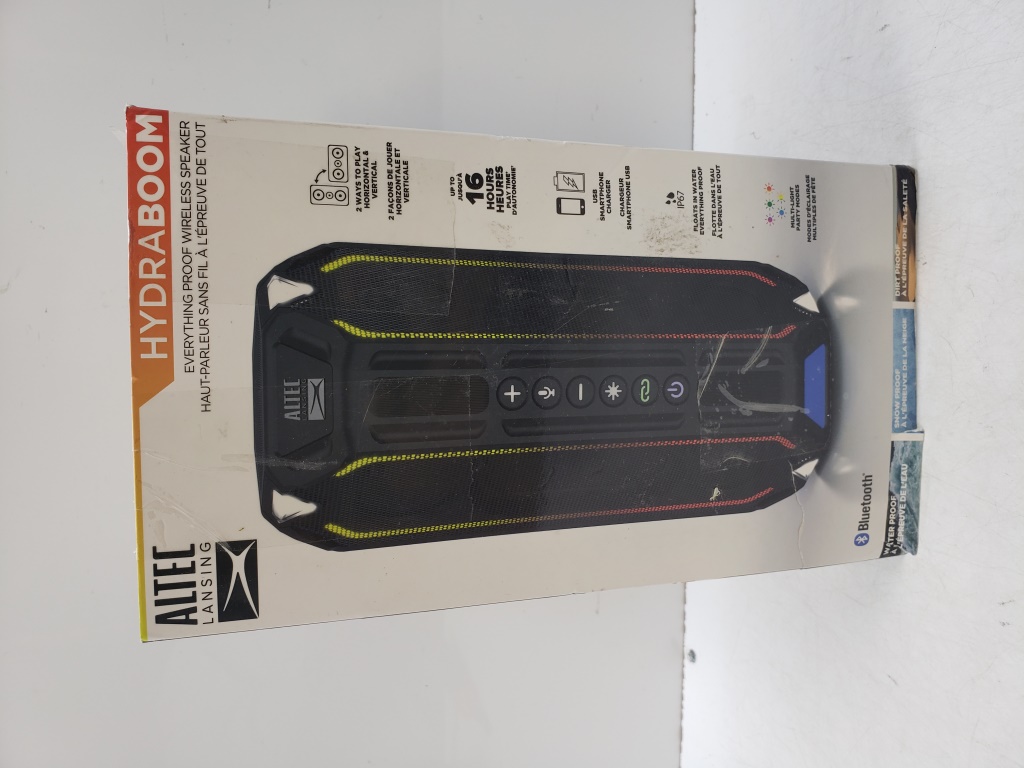 ALTEC
LANSING
HYDRABOOM
EVERYTHING PROOF WIRELESS SPEAKER
HAUT-PARLEUR SANS FIL À L'ÉPREUVE DE TOUT
ALTEC
LANSING
2 WAYS TO PLAY
HORIZONTAL &
VERTICAL
2 FAÇONS DE JOUER
HORIZONTALE ET
VERTICALE
UP TO
JUSQU'À
16
HOURS
HEURES
PLAY TIME*
D'AUTONOMIE*
USB
SMARTPHONE
CHARGER
CHARGEUR
SMARTPHONE USB
IP67
FLOATS IN WATER
EVERYTHING PROOF
FLOTTE DANS L'EAU
À L'ÉPREUVE DE TOUT
MULTI-LIGHT
PARTY MODES
MODES D'ÉCLAIRAGE
MULTIPLES DE FÊTE
Bluetooth®
WATER PROOF
À L'ÉPREUVE DE L'EAU
SNOW PROOF
À L'ÉPREUVE DE LA NEIGE
DIRT PROOF
À L'ÉPREUVE DE LA SALETÉ